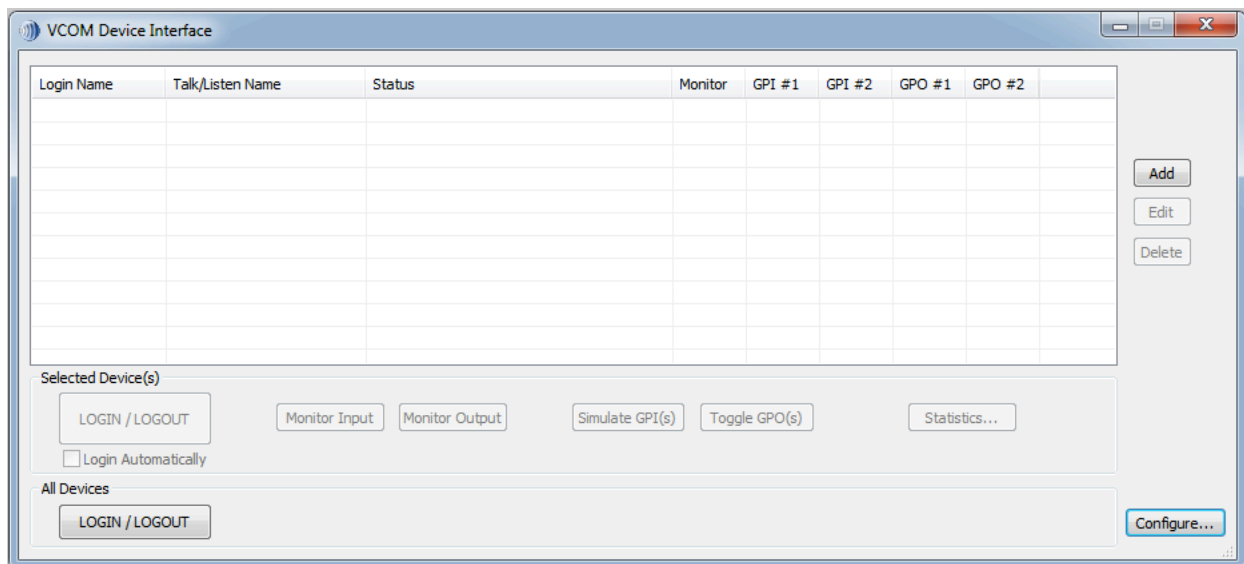 VCOM Device Interface
Login Name Talk/Listen Name Status Monitor GPI #1 GPI #2 GPO #1 GPO #2
Add
Edit
Delete
Selected Device(s)
LOGIN / LOGOUT Monitor Input Monitor Output Simulate GPI(s) Toggle GPO(s) Statistics...
Login Automatically
All Devices
LOGIN / LOGOUT
Configure...